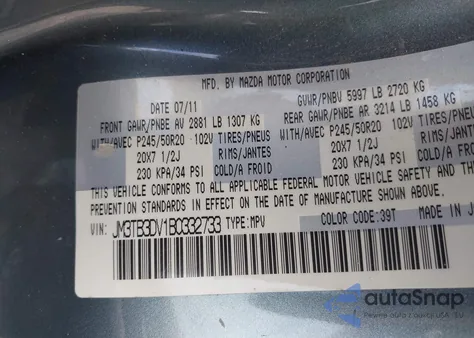 MFD. BY MAZDA MOTOR CORPORATION
DATE 07/11 GVWR/PNBV 5997 LB 2720 KG
FRONT GAWR/PNBE AV 2881 LB 1307 KG REAR GAWR/PNBE AR 3214 LB 1458 KG
WITH/AVEC P245/50R20 102V TIRES/PNEUS WITH/AVEC P245/50R20 102V TIRES/PNEUS
20X7 1/2J RIMS/JANTES 20X7 1/2J RIMS/JANTES
230 KPA/34 PSI COLD/A FROID 230 KPA/34 PSI COLD/A FROID
THIS VEHICLE CONFORMS TO ALL APPLICABLE FEDERAL MOTOR VEHICLE SAFETY
PREVENTION STANDARDS IN EFFECT ON THE DATE OF MANUFACTURE SHOWN ABOVE.
VIN: JM3TB3DV1B0332733 TYPE:MPV COLOR CODE:39T MADE IN J
autoSnap